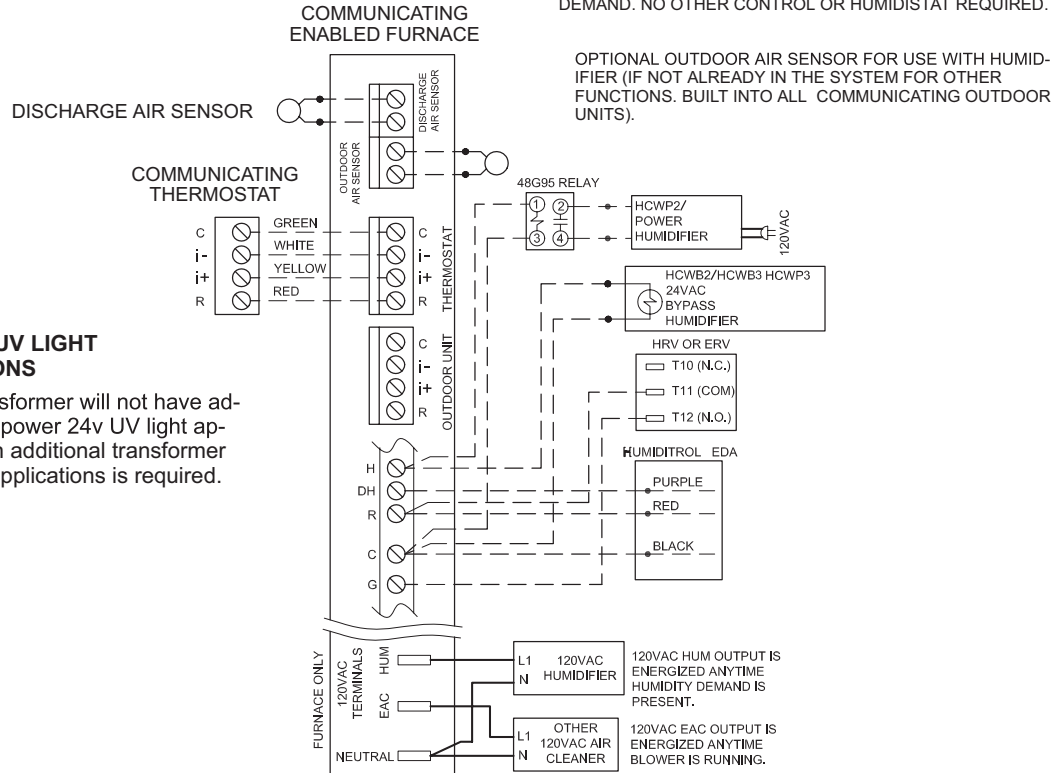 DEMAND. NO OTHER CONTROL OR HUMIDISTAT REQUIRED.
COMMUNICATING
ENABLED FURNACE
OPTIONAL OUTDOOR AIR SENSOR FOR USE WITH HUMID-
IFIER (IF NOT ALREADY IN THE SYSTEM FOR OTHER
FUNCTIONS. BUILT INTO ALL COMMUNICATING OUTDOOR
UNITS).
DISCHARGE AIR SENSOR
DISCHARGE
AIR SENSOR
OUTDOOR
AIR SENSOR
COMMUNICATING
THERMOSTAT
C
i-
i+
R
GREEN
WHITE
YELLOW
RED
C
i-
i+
R
THERMOSTAT
48G95 RELAY
1
2
3
4
HCWP2/
POWER
HUMIDIFIER
120VAC
HCWB2/HCWB3 HCWP3
24VAC
BYPASS
HUMIDIFIER
UV LIGHT
ONS
sformer will not have ad-
power 24v UV light ap-
n additional transformer
applications is required.
C
i-
i+
R
OUTDOOR UNIT
HRV OR ERV
T10 (N.C.)
T11 (COM)
T12 (N.O.)
H
DH
R
C
G
HUMIDITROL EDA
PURPLE
RED
BLACK
FURNACE ONLY
120VAC
TERMINALS
HUM
EAC
NEUTRAL
L1
N
120VAC
HUMIDIFIER
120VAC HUM OUTPUT IS
ENERGIZED ANYTIME
HUMIDITY DEMAND IS
PRESENT.
L1
N
OTHER
120VAC AIR
CLEANER
120VAC EAC OUTPUT IS
ENERGIZED ANYTIME
BLOWER IS RUNNING.